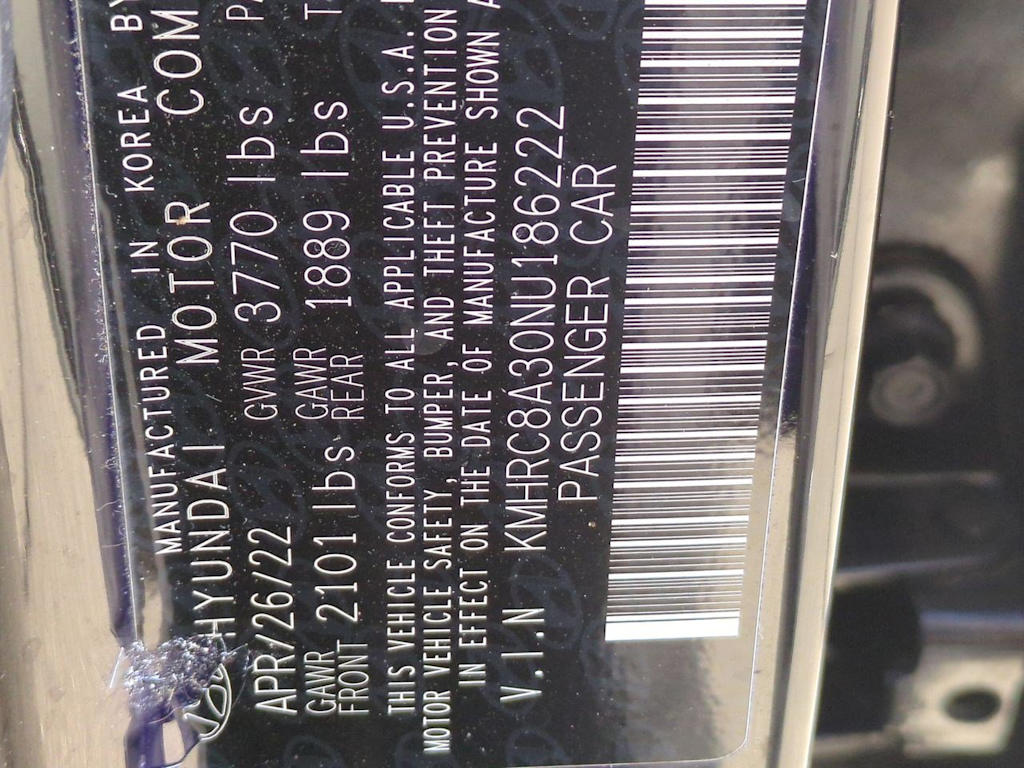 MANUFACTURED IN KOREA BY
HYUNDAI MOTOR COM
APR/26/22 GVWR 3770 lbs PA
GAWR FRONT 2101 lbs GAWR REAR 1889 lbs T
THIS VEHICLE CONFORMS TO ALL APPLICABLE U.S.A.
MOTOR VEHICLE SAFETY, BUMPER, AND THEFT PREVENTION
IN EFFECT ON THE DATE OF MANUFACTURE SHOWN A
V.I.N KMHRC8A30NU186222
PASSENGER CAR